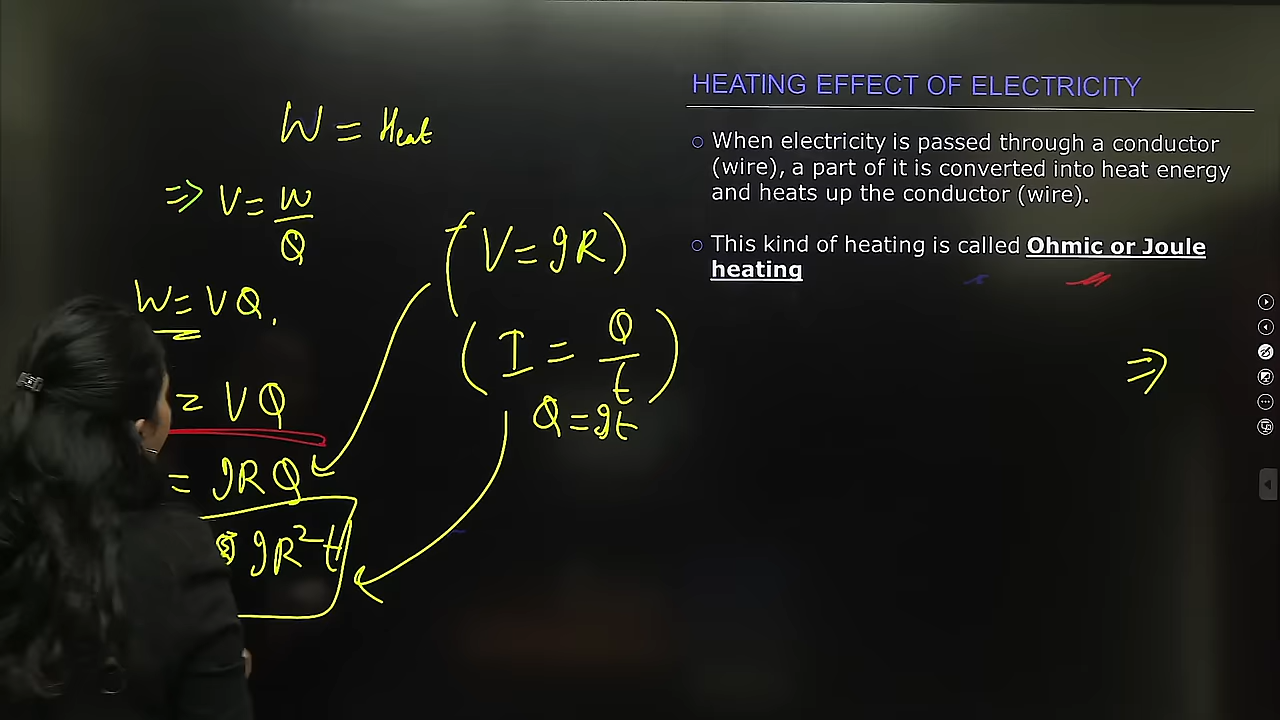 W = Heat
⇒ V = W/Q
W = VQ.
= VQ
= IRQ
= IR²t
(V = IR)
(I = Q/t)
Q = It
HEATING EFFECT OF ELECTRICITY
When electricity is passed through a conductor
(wire), a part of it is converted into heat energy
and heats up the conductor (wire).
This kind of heating is called Ohmic or Joule
heating
⇒